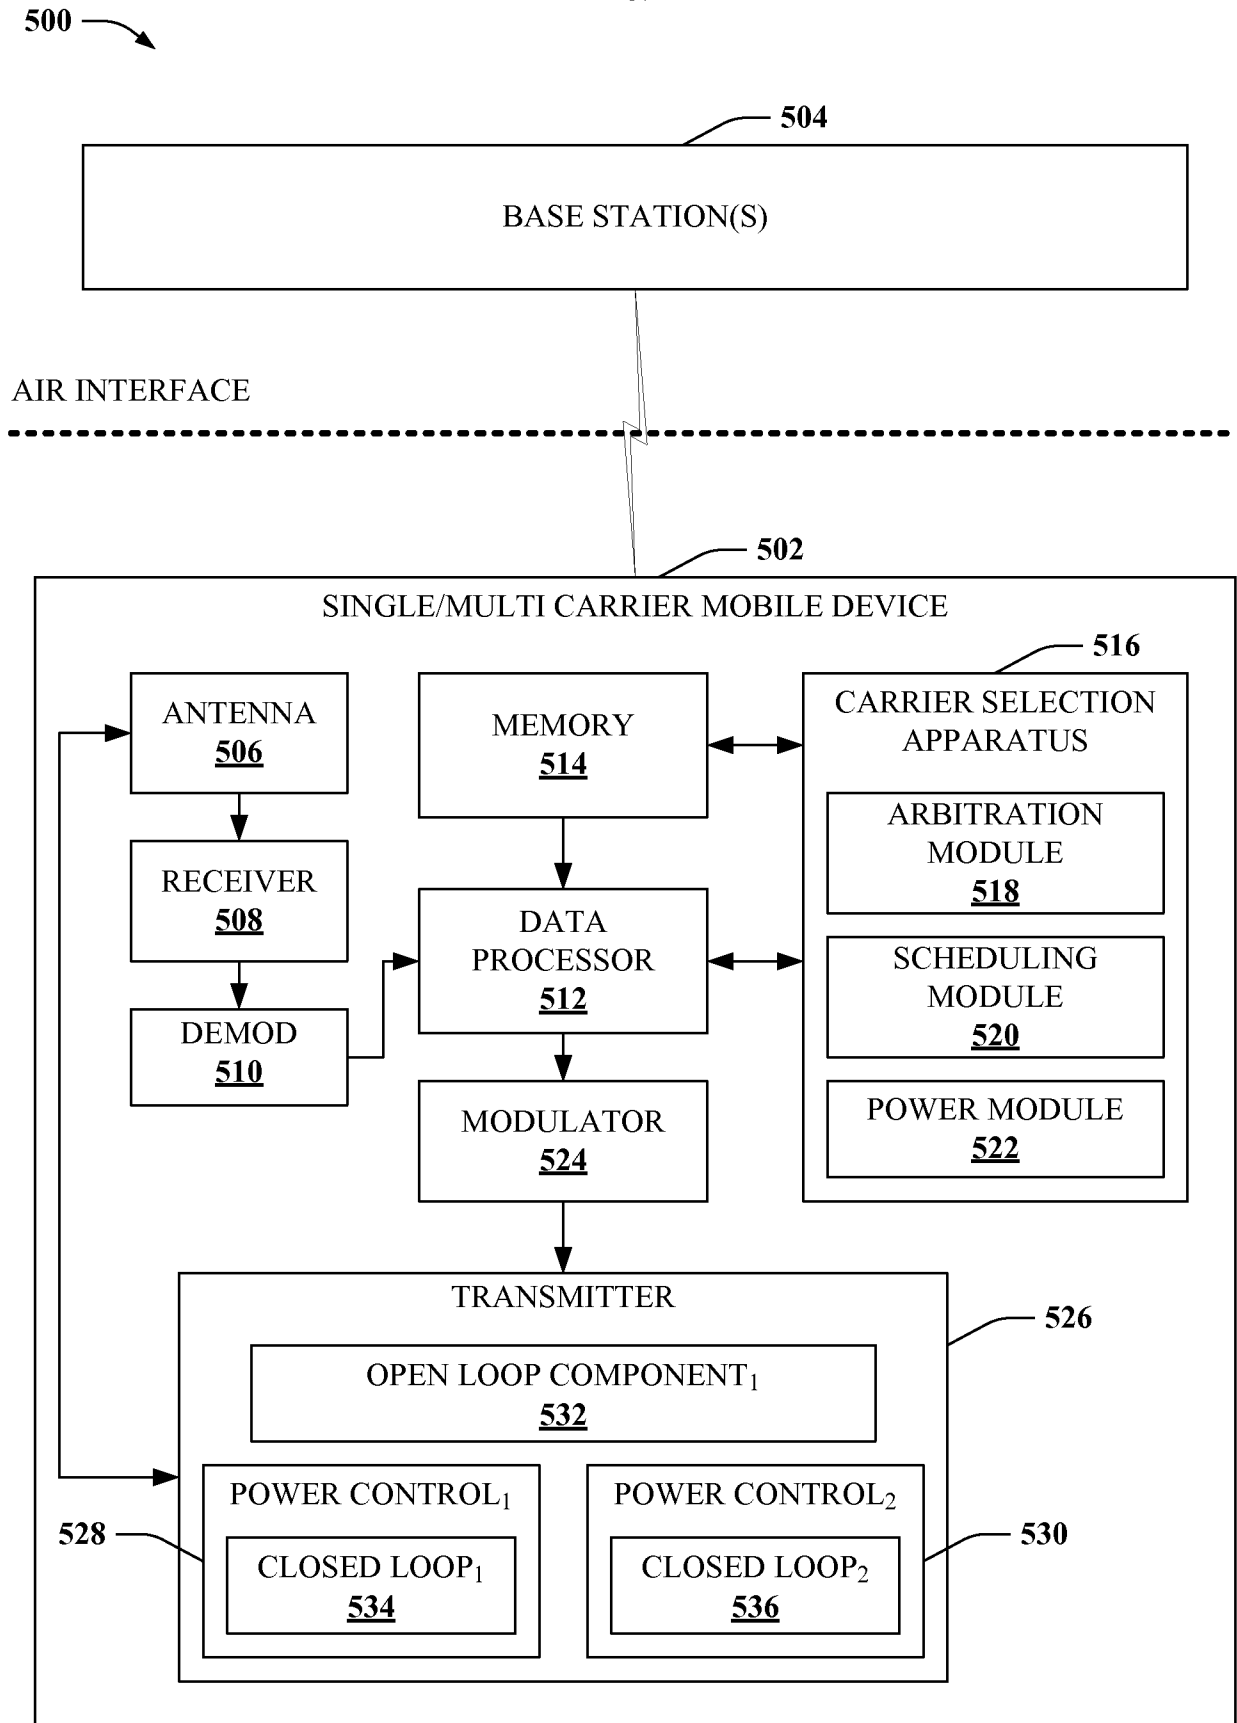 500
504
BASE STATION(S)
AIR INTERFACE
502
SINGLE/MULTI CARRIER MOBILE DEVICE
516
ANTENNA
506
MEMORY
514
CARRIER SELECTION
APPARATUS
ARBITRATION
MODULE
518
RECEIVER
508
DATA
PROCESSOR
512
SCHEDULING
MODULE
520
DEMOD
510
MODULATOR
524
POWER MODULE
522
TRANSMITTER
526
OPEN LOOP COMPONENT1
532
POWER CONTROL1
POWER CONTROL2
528
530
CLOSED LOOP1
534
CLOSED LOOP2
536